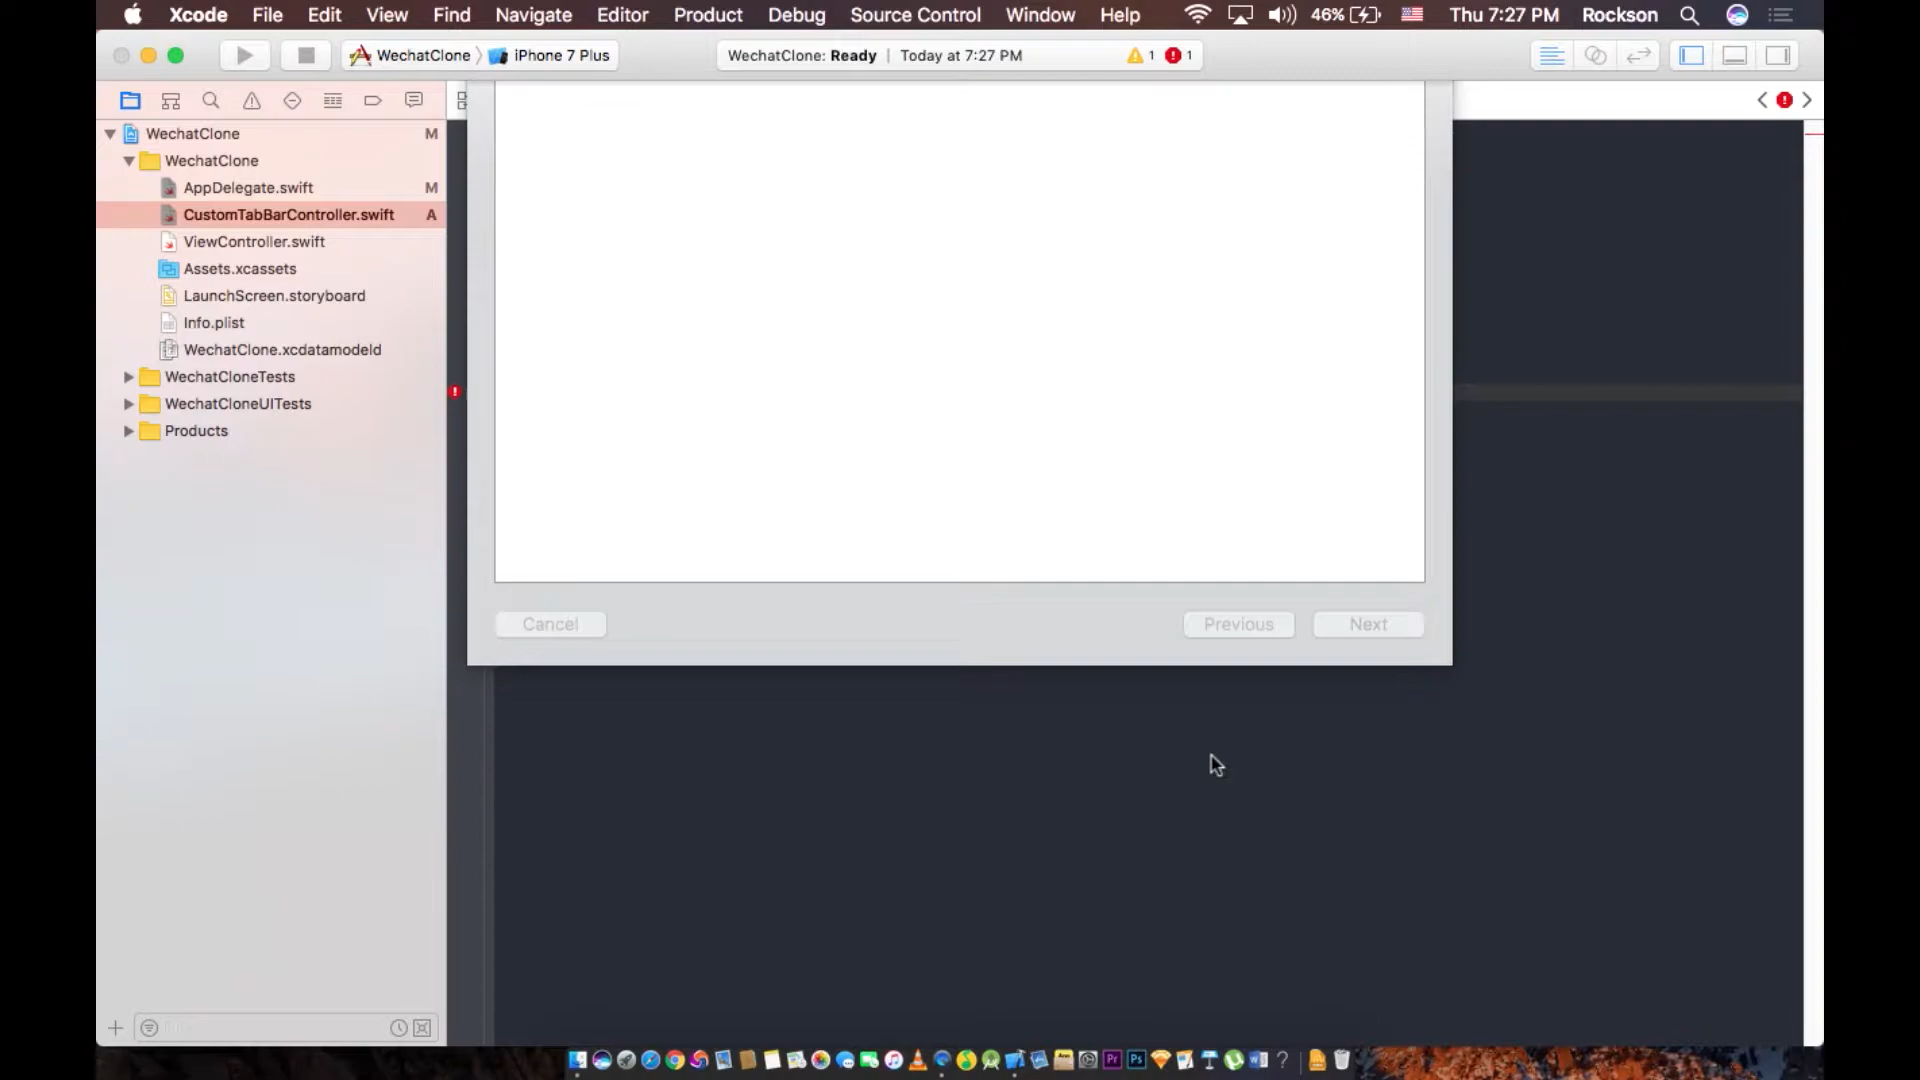 Xcode File Edit View Find Navigate Editor Product Debug Source Control Window Help 46% Thu 7:27 PM Rockson
WechatClone iPhone 7 Plus WechatClone: Ready | Today at 7:27 PM 1 1
WechatClone M
WechatClone
AppDelegate.swift M
CustomTabBarController.swift A
ViewController.swift
Assets.xcassets
LaunchScreen.storyboard
Info.plist
WechatClone.xcdatamodeld
WechatCloneTests
WechatCloneUITests
Products
Cancel Previous Next